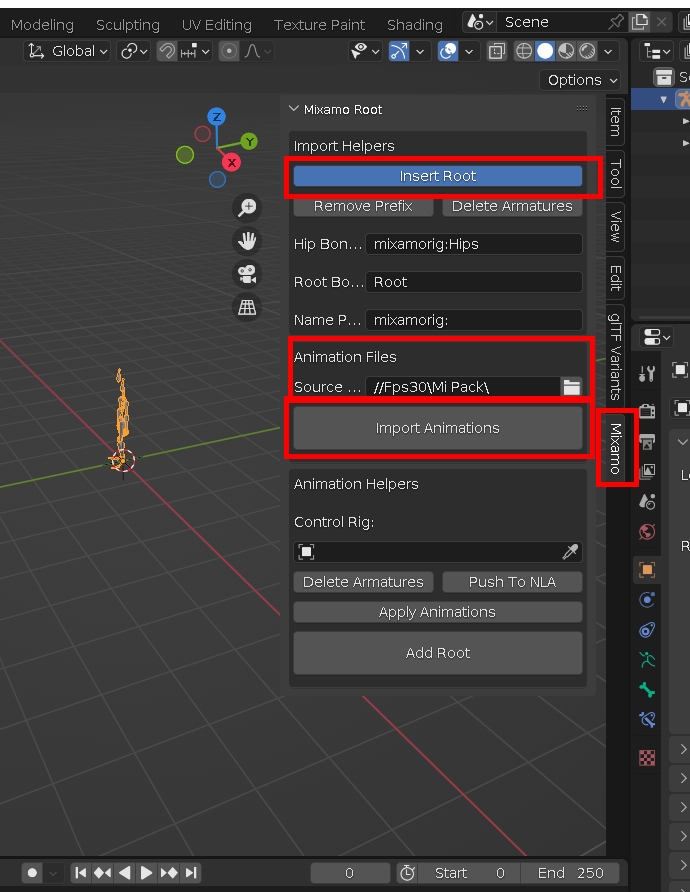 Modeling Sculpting UV Editing Texture Paint Shading Scene
Global
Options
Z
Y
X
Mixamo Root
Import Helpers
Insert Root
Remove Prefix Delete Armatures
Hip Bon... mixamorig:Hips
Root Bo... Root
Name P... mixamorig:
Animation Files
Source ... //Fps30\Mi Pack\
Import Animations
Animation Helpers
Control Rig:
Delete Armatures Push To NLA
Apply Animations
Add Root
Item
Tool
View
Edit
glTF Variants
Mixamo
0 Start 0 End 250